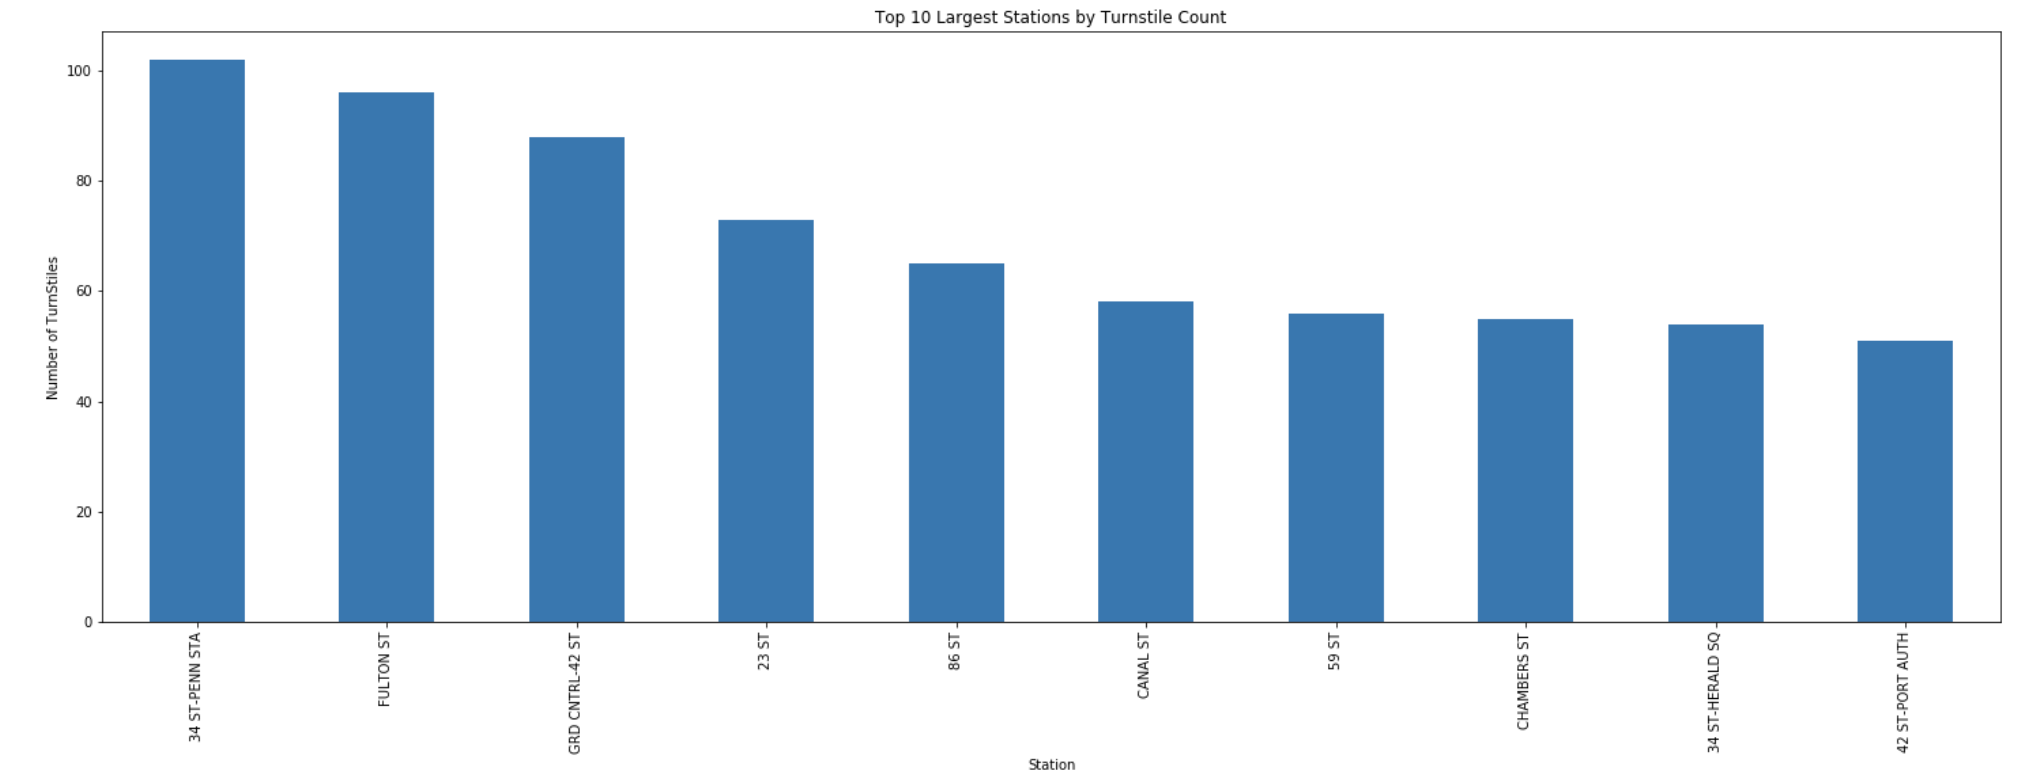 Top 10 Largest Stations by Turnstile Count
Number of TurnStiles
100
80
60
40
20
0
34 ST-PENN STA
FULTON ST
GRD CNTRL-42 ST
23 ST
86 ST
CANAL ST
59 ST
CHAMBERS ST
34 ST-HERALD SQ
42 ST-PORT AUTH
Station